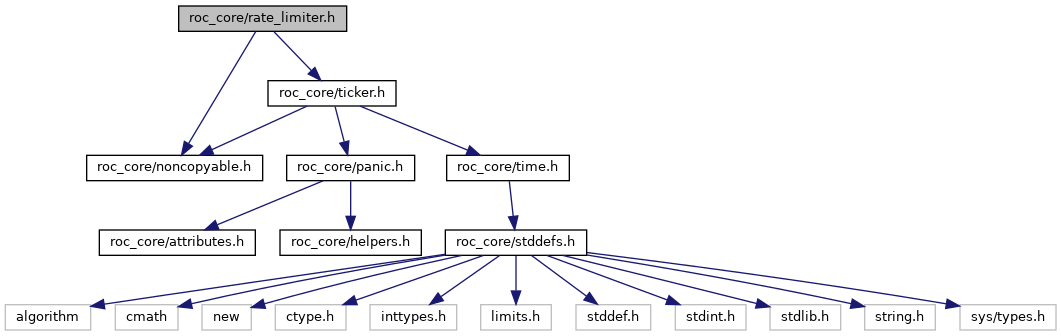 roc_core/rate_limiter.h
roc_core/ticker.h
roc_core/noncopyable.h
roc_core/panic.h
roc_core/time.h
roc_core/attributes.h
roc_core/helpers.h
roc_core/stddefs.h
algorithm
cmath
new
ctype.h
inttypes.h
limits.h
stddef.h
stdint.h
stdlib.h
string.h
sys/types.h